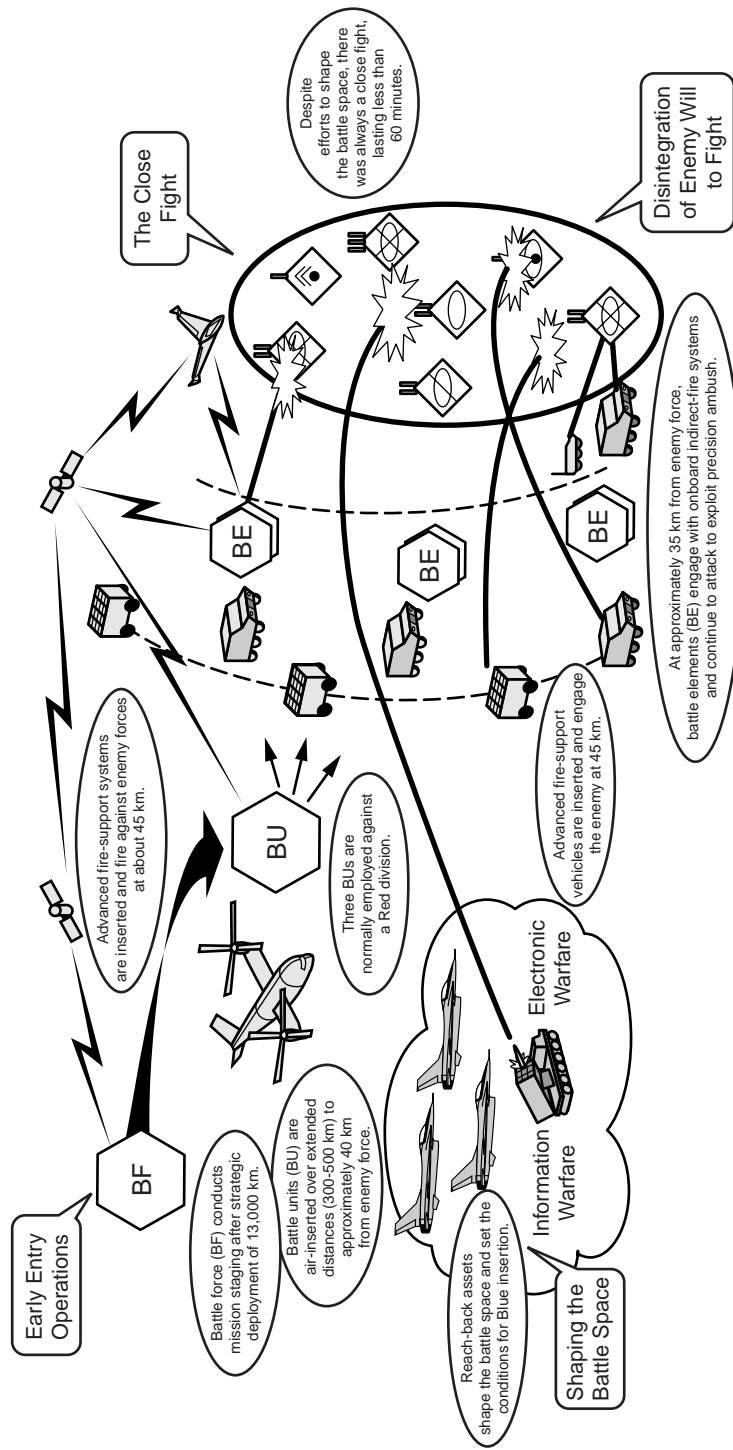 Early Entry
Operations
BF
Battle force (BF) conducts
mission staging after strategic
deployment of 13,000 km.
Battle units (BU) are
air-inserted over extended
distances (300-500 km) to
approximately 40 km
from enemy force.
Reach-back assets
shape the battle space and set the
conditions for Blue insertion.
Shaping the
Battle Space
Information
Warfare
Electronic
Warfare
Advanced fire-support systems
are inserted and fire against enemy forces
at about 45 km.
BU
Three BUs are
normally employed against
a Red division.
Advanced fire-support
vehicles are inserted and engage
the enemy at 45 km.
BE
BE
BE
At approximately 35 km from enemy force,
battle elements (BE) engage with onboard indirect-fire systems
and continue to attack to exploit precision ambush.
The Close
Fight
Despite
efforts to shape
the battle space, there
was always a close fight,
lasting less than
60 minutes.
Disintegration
of Enemy Will
to Fight